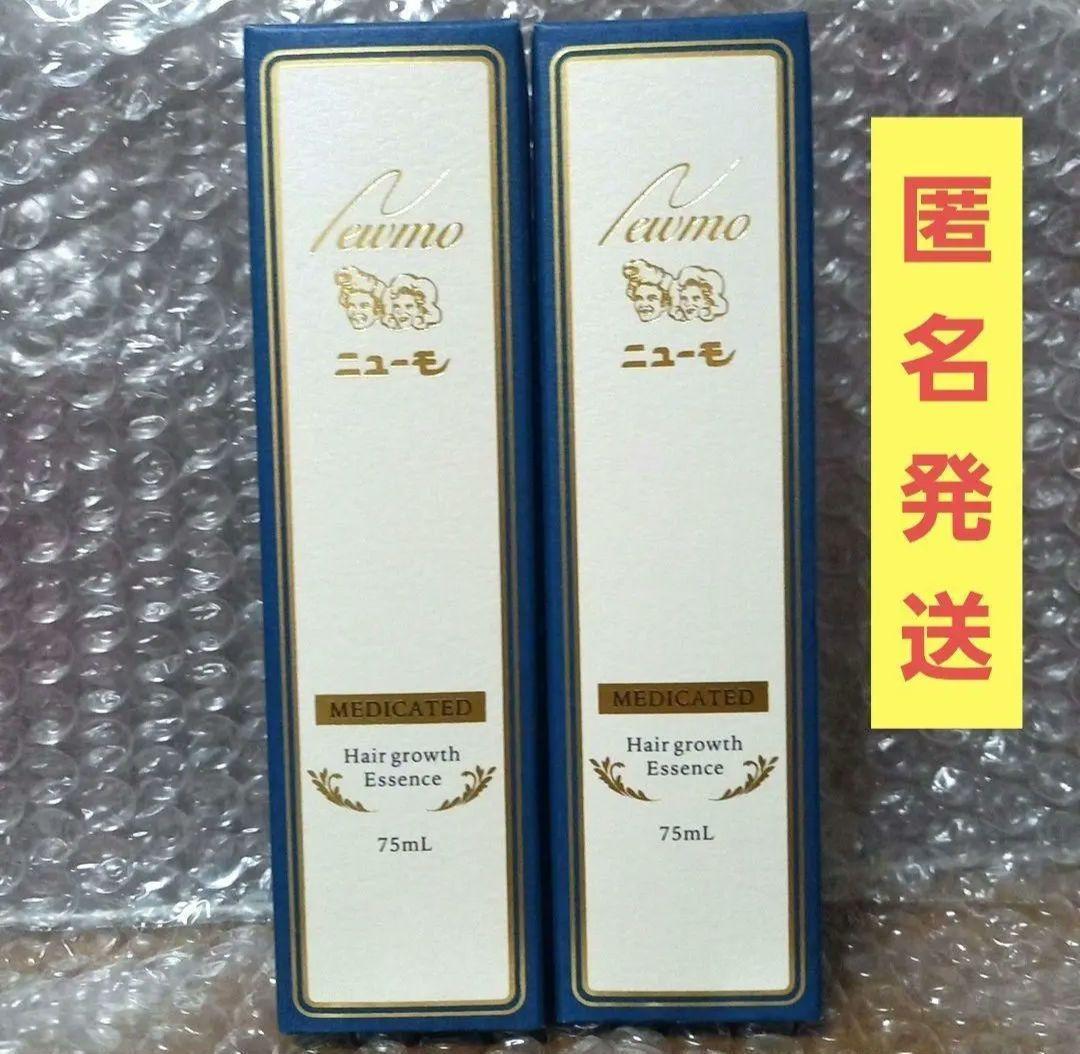 Newmo
ニューモ
MEDICATED
Hair growth
Essence
75mL
Newmo
ニューモ
MEDICATED
Hair growth
Essence
75mL
匿名発送